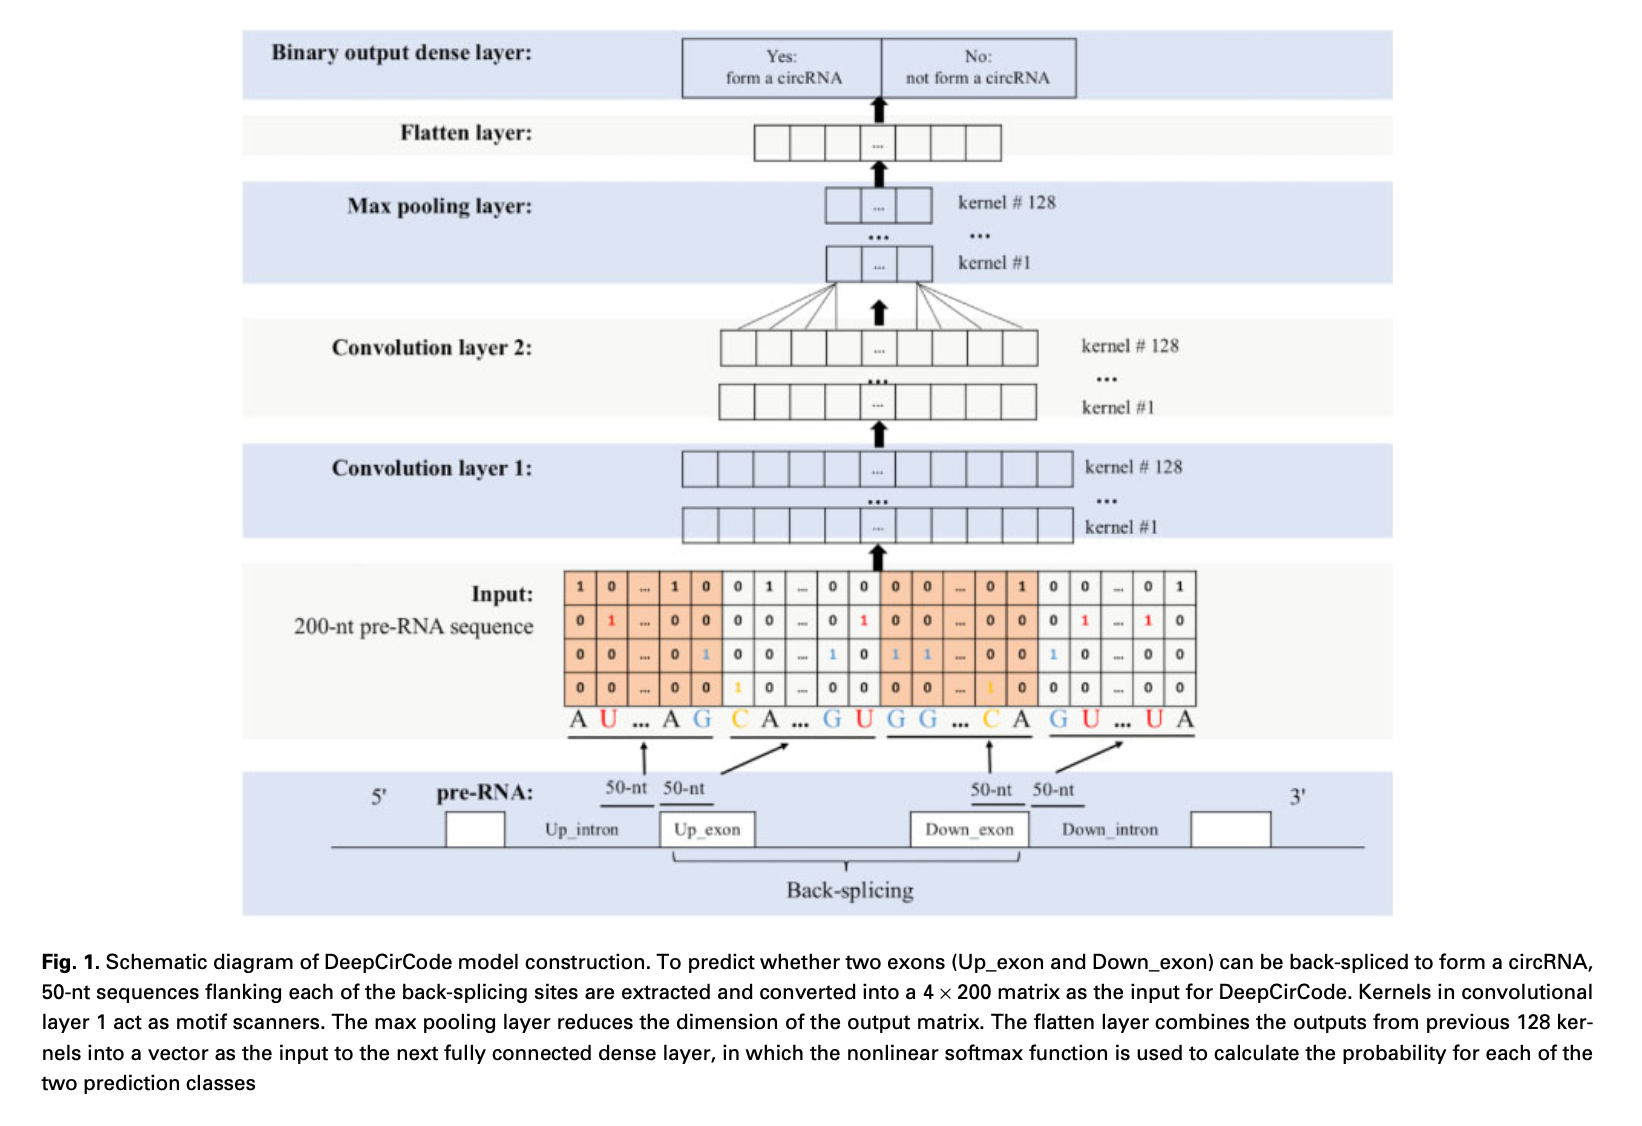 Binary output dense layer:
Yes:
form a circRNA
No:
not form a circRNA
Flatten layer:
...
Max pooling layer:
... kernel # 128
... ...
... kernel #1
Convolution layer 2:
... kernel # 128
... ...
... kernel #1
Convolution layer 1:
... kernel # 128
... ...
... kernel #1
Input:
200-nt pre-RNA sequence
1 0 ... 1 0 0 1 ... 0 0 0 0 ... 0 1 0 0 ... 0 1
0 1 ... 0 0 0 0 ... 0 1 0 0 ... 0 0 0 1 ... 1 0
0 0 ... 0 1 0 0 ... 1 0 1 1 ... 0 0 1 0 ... 0 0
0 0 ... 0 0 1 0 ... 0 0 0 0 ... 1 0 0 0 ... 0 0
A U ... A G C A ... G U G G ... C A G U ... U A
5' pre-RNA: 50-nt 50-nt 50-nt 50-nt 3'
Up_intron Up_exon Down_exon Down_intron
Back-splicing
Fig. 1. Schematic diagram of DeepCirCode model construction. To predict whether two exons (Up_exon and Down_exon) can be back-spliced to form a circRNA,
50-nt sequences flanking each of the back-splicing sites are extracted and converted into a 4 × 200 matrix as the input for DeepCirCode. Kernels in convolutional
layer 1 act as motif scanners. The max pooling layer reduces the dimension of the output matrix. The flatten layer combines the outputs from previous 128 ker-
nels into a vector as the input to the next fully connected dense layer, in which the nonlinear softmax function is used to calculate the probability for each of the
two prediction classes